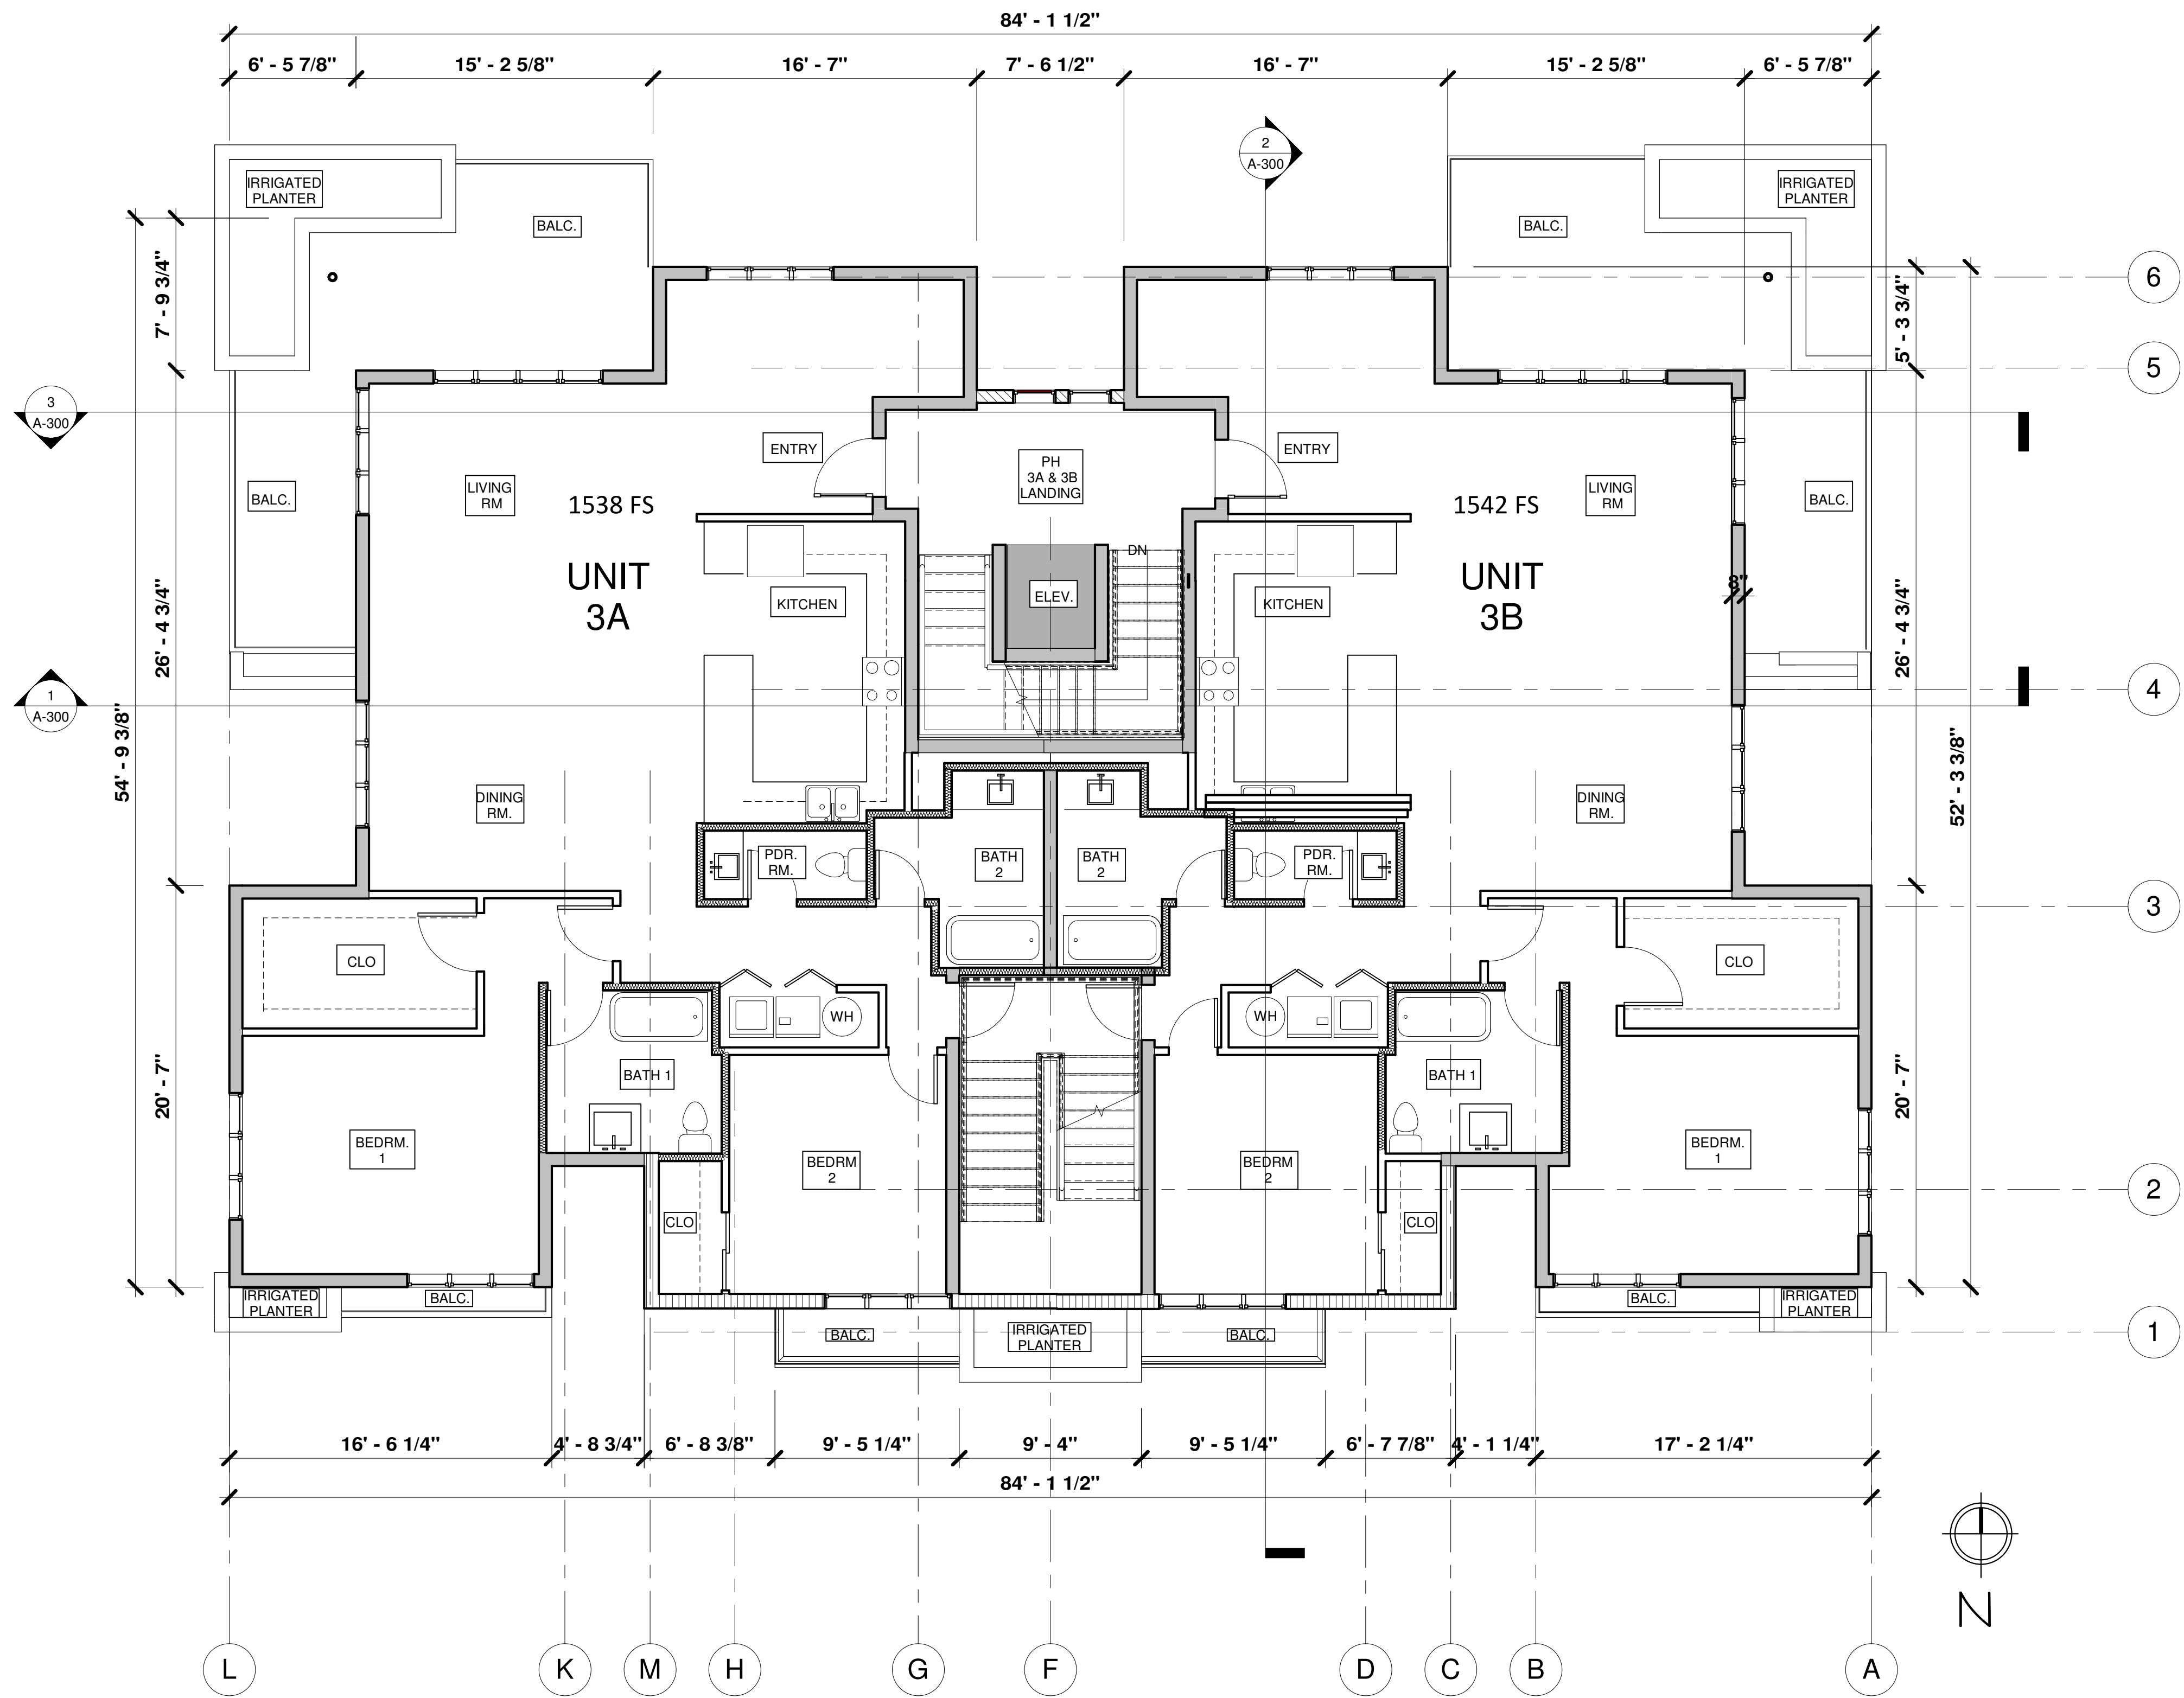 84' - 1 1/2"
6' - 5 7/8"
15' - 2 5/8"
16' - 7"
7' - 6 1/2"
16' - 7"
15' - 2 5/8"
6' - 5 7/8"
2
A-300
IRRIGATED
PLANTER
BALC.
BALC.
IRRIGATED
PLANTER
7' - 9 3/4"
5' - 3 3/4"
6
5
3
A-300
ENTRY
PH
3A & 3B
LANDING
ENTRY
BALC.
LIVING
RM
1538 FS
1542 FS
LIVING
RM
BALC.
DN
UNIT
3A
KITCHEN
ELEV.
KITCHEN
UNIT
3B
8"
26' - 4 3/4"
26' - 4 3/4"
1
A-300
4
54' - 9 3/8"
52' - 3 3/8"
DINING
RM.
DINING
RM.
PDR.
RM.
BATH
2
BATH
2
PDR.
RM.
3
CLO
CLO
WH
WH
BATH 1
BATH 1
20' - 7"
20' - 7"
BEDRM.
1
BEDRM
2
BEDRM
2
BEDRM.
1
2
CLO
CLO
IRRIGATED
PLANTER
BALC.
BALC.
IRRIGATED
PLANTER
BALC.
IRRIGATED
PLANTER
BALC.
1
16' - 6 1/4"
4' - 8 3/4"
6' - 8 3/8"
9' - 5 1/4"
9' - 4"
9' - 5 1/4"
6' - 7 7/8"
4' - 1 1/4"
17' - 2 1/4"
84' - 1 1/2"
N
L
K
M
H
G
F
D
C
B
A